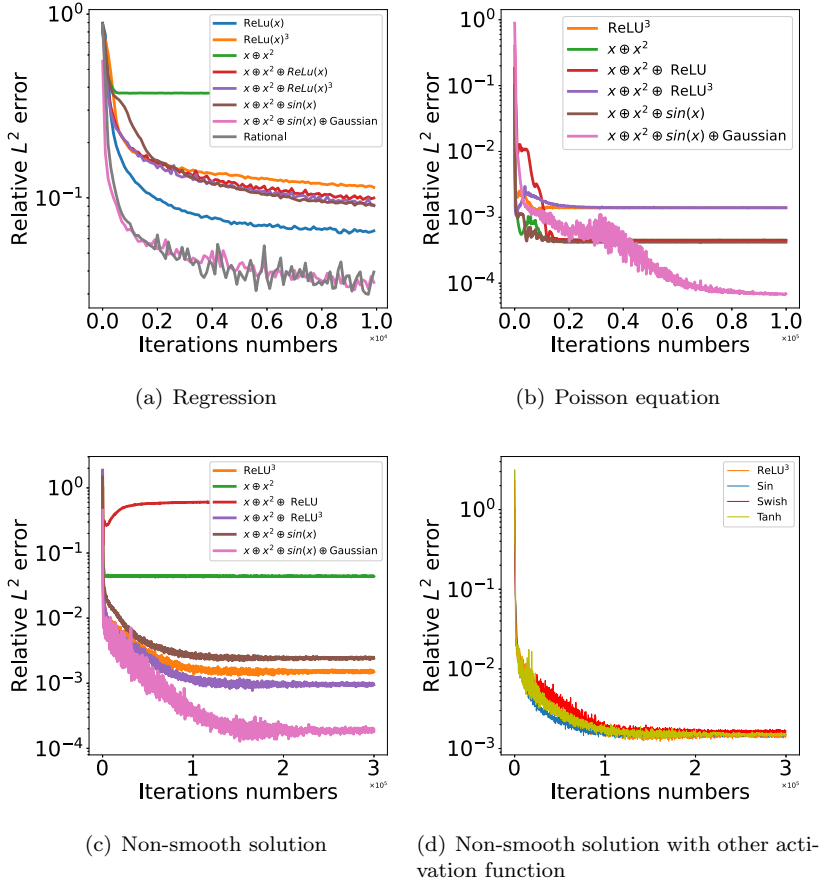 Relative L² error
10⁰
10⁻¹
ReLu(x)
ReLu(x)³
x ⊕ x²
x ⊕ x² ⊕ ReLu(x)
x ⊕ x² ⊕ ReLu(x)³
x ⊕ x² ⊕ sin(x)
x ⊕ x² ⊕ sin(x) ⊕ Gaussian
Rational
0.0 0.2 0.4 0.6 0.8 1.0
×10⁴
Iterations numbers
(a) Regression
Relative L² error
10⁰
10⁻¹
10⁻²
10⁻³
10⁻⁴
ReLU³
x ⊕ x²
x ⊕ x² ⊕ ReLU
x ⊕ x² ⊕ ReLU³
x ⊕ x² ⊕ sin(x)
x ⊕ x² ⊕ sin(x) ⊕ Gaussian
0.0 0.2 0.4 0.6 0.8 1.0
×10⁵
Iterations numbers
(b) Poisson equation
Relative L² error
10⁰
10⁻¹
10⁻²
10⁻³
10⁻⁴
ReLU³
x ⊕ x²
x ⊕ x² ⊕ ReLU
x ⊕ x² ⊕ ReLU³
x ⊕ x² ⊕ sin(x)
x ⊕ x² ⊕ sin(x) ⊕ Gaussian
0 1 2 3
×10⁵
Iterations numbers
(c) Non-smooth solution
Relative L² error
10⁰
10⁻¹
10⁻²
10⁻³
ReLU³
Sin
Swish
Tanh
0 1 2 3
×10⁵
Iterations numbers
(d) Non-smooth solution with other acti-
vation function